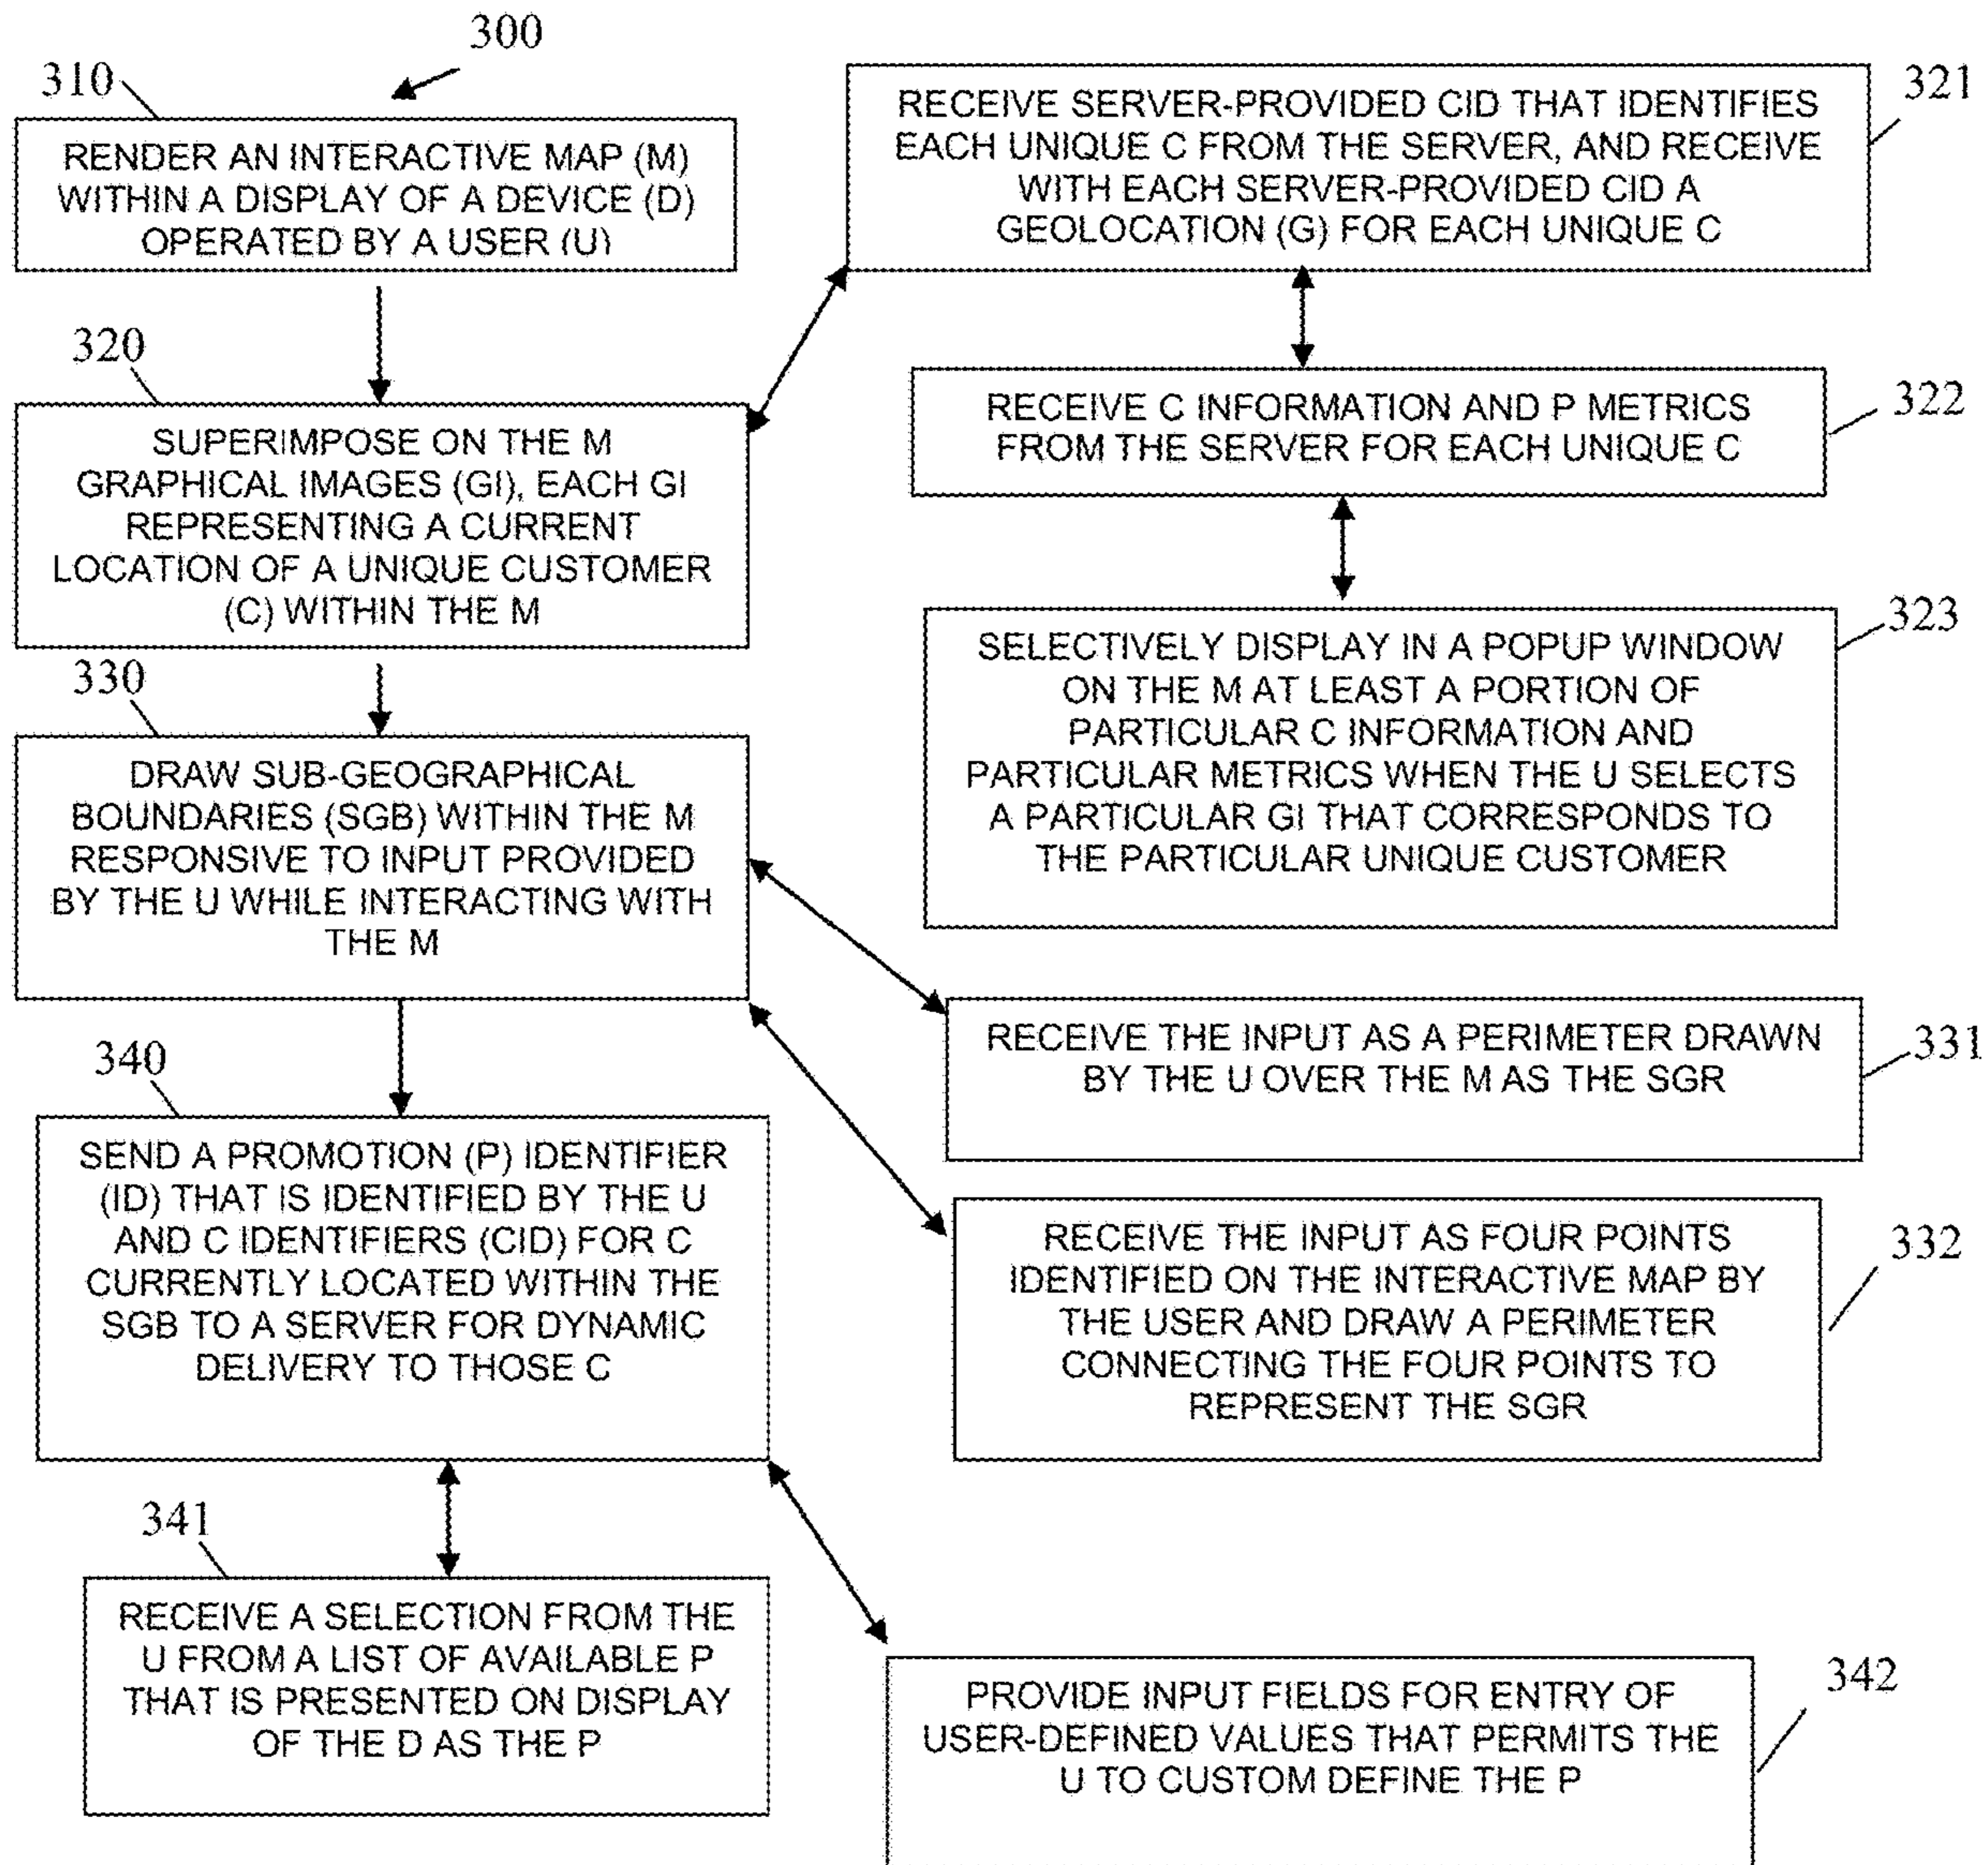 300
310
RENDER AN INTERACTIVE MAP (M)
WITHIN A DISPLAY OF A DEVICE (D)
OPERATED BY A USER (U)
321
RECEIVE SERVER-PROVIDED CID THAT IDENTIFIES
EACH UNIQUE C FROM THE SERVER, AND RECEIVE
WITH EACH SERVER-PROVIDED CID A
GEOLOCATION (G) FOR EACH UNIQUE C
320
SUPERIMPOSE ON THE M
GRAPHICAL IMAGES (GI), EACH GI
REPRESENTING A CURRENT
LOCATION OF A UNIQUE CUSTOMER
(C) WITHIN THE M
322
RECEIVE C INFORMATION AND P METRICS
FROM THE SERVER FOR EACH UNIQUE C
323
SELECTIVELY DISPLAY IN A POPUP WINDOW
ON THE M AT LEAST A PORTION OF
PARTICULAR C INFORMATION AND
PARTICULAR METRICS WHEN THE U SELECTS
A PARTICULAR GI THAT CORRESPONDS TO
THE PARTICULAR UNIQUE CUSTOMER
330
DRAW SUB-GEOGRAPHICAL
BOUNDARIES (SGB) WITHIN THE M
RESPONSIVE TO INPUT PROVIDED
BY THE U WHILE INTERACTING WITH
THE M
331
RECEIVE THE INPUT AS A PERIMETER DRAWN
BY THE U OVER THE M AS THE SGR
332
RECEIVE THE INPUT AS FOUR POINTS
IDENTIFIED ON THE INTERACTIVE MAP BY
THE USER AND DRAW A PERIMETER
CONNECTING THE FOUR POINTS TO
REPRESENT THE SGR
340
SEND A PROMOTION (P) IDENTIFIER
(ID) THAT IS IDENTIFIED BY THE U
AND C IDENTIFIERS (CID) FOR C
CURRENTLY LOCATED WITHIN THE
SGB TO A SERVER FOR DYNAMIC
DELIVERY TO THOSE C
341
RECEIVE A SELECTION FROM THE
U FROM A LIST OF AVAILABLE P
THAT IS PRESENTED ON DISPLAY
OF THE D AS THE P
342
PROVIDE INPUT FIELDS FOR ENTRY OF
USER-DEFINED VALUES THAT PERMITS THE
U TO CUSTOM DEFINE THE P